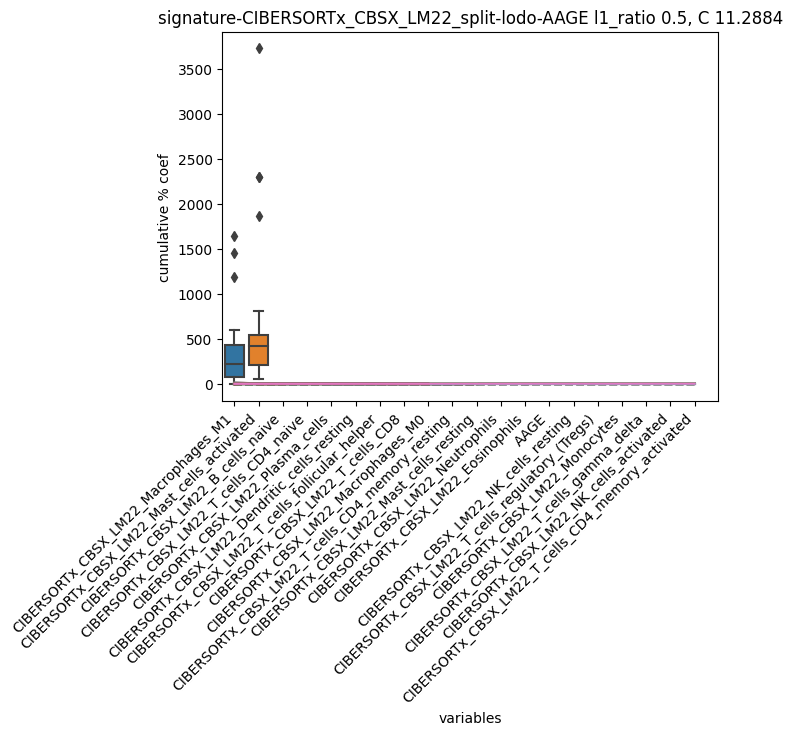 signature-CIBERSORTx_CBSX_LM22_split-lodo-AAGE l1_ratio 0.5, C 11.2884
cumulative % coef
3500
3000
2500
2000
1500
1000
500
0
CIBERSORTx_CBSX_LM22_Macrophages_M1
CIBERSORTx_CBSX_LM22_Mast_cells_activated
CIBERSORTx_CBSX_LM22_B_cells_naive
CIBERSORTx_CBSX_LM22_T_cells_CD4_naive
CIBERSORTx_CBSX_LM22_Plasma_cells
CIBERSORTx_CBSX_LM22_Dendritic_cells_resting
CIBERSORTx_CBSX_LM22_T_cells_follicular_helper
CIBERSORTx_CBSX_LM22_T_cells_CD8
CIBERSORTx_CBSX_LM22_Macrophages_M0
CIBERSORTx_CBSX_LM22_T_cells_CD4_memory_resting
CIBERSORTx_CBSX_LM22_Mast_cells_resting
CIBERSORTx_CBSX_LM22_Neutrophils
CIBERSORTx_CBSX_LM22_Eosinophils
AAGE
CIBERSORTx_CBSX_LM22_NK_cells_resting
CIBERSORTx_CBSX_LM22_T_cells_regulatory_(Tregs)
CIBERSORTx_CBSX_LM22_Monocytes
CIBERSORTx_CBSX_LM22_T_cells_gamma_delta
CIBERSORTx_CBSX_LM22_NK_cells_activated
CIBERSORTx_CBSX_LM22_T_cells_CD4_memory_activated
variables